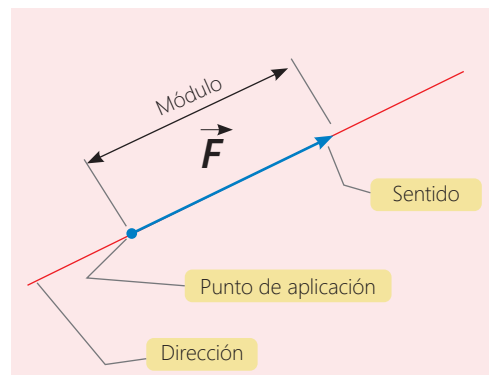 Módulo
F
Sentido
Punto de aplicación
Dirección